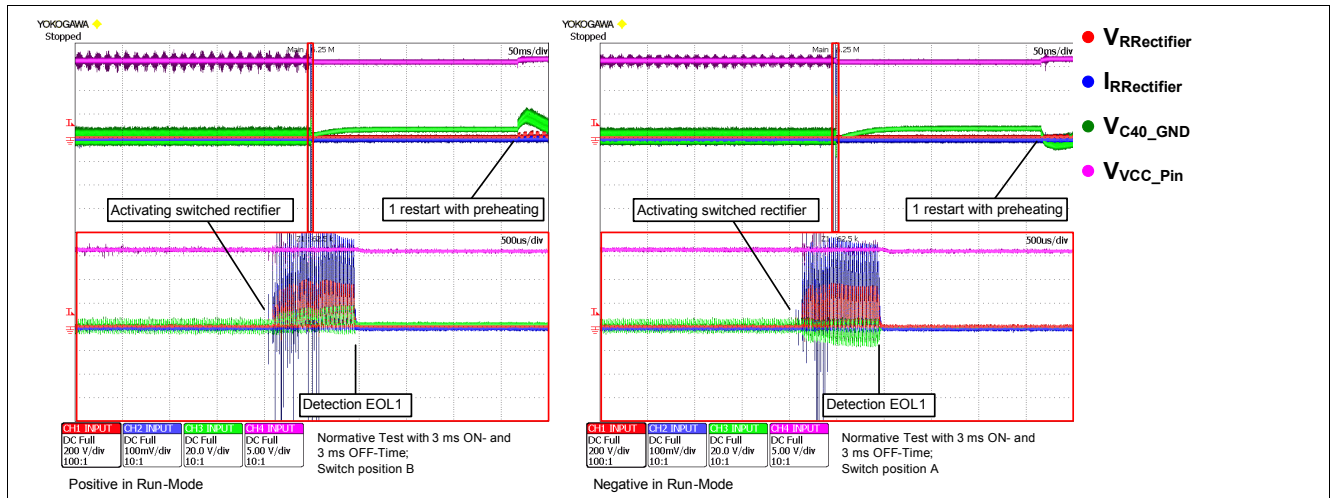 YOKOGAWA
Stopped
Main : 6.25 M
50ms/div
Activating switched rectifier
1 restart with preheating
500us/div
Detection EOL1
CH1 INPUT
DC Full
200 V/div
100:1
CH2 INPUT
DC Full
100mV/div
10:1
CH3 INPUT
DC Full
20.0 V/div
10:1
CH4 INPUT
DC Full
5.00 V/div
10:1
Normative Test with 3 ms ON- and
3 ms OFF-Time;
Switch position B
Positive in Run-Mode
YOKOGAWA
Stopped
50ms/div
Activating switched rectifier
1 restart with preheating
500us/div
Detection EOL1
CH1 INPUT
DC Full
200 V/div
100:1
CH2 INPUT
DC Full
100mV/div
10:1
CH3 INPUT
DC Full
20.0 V/div
10:1
CH4 INPUT
DC Full
5.00 V/div
10:1
Normative Test with 3 ms ON- and
3 ms OFF-Time;
Switch position A
Negative in Run-Mode
VRRectifier
IRRectifier
VC40_GND
VVCC_Pin